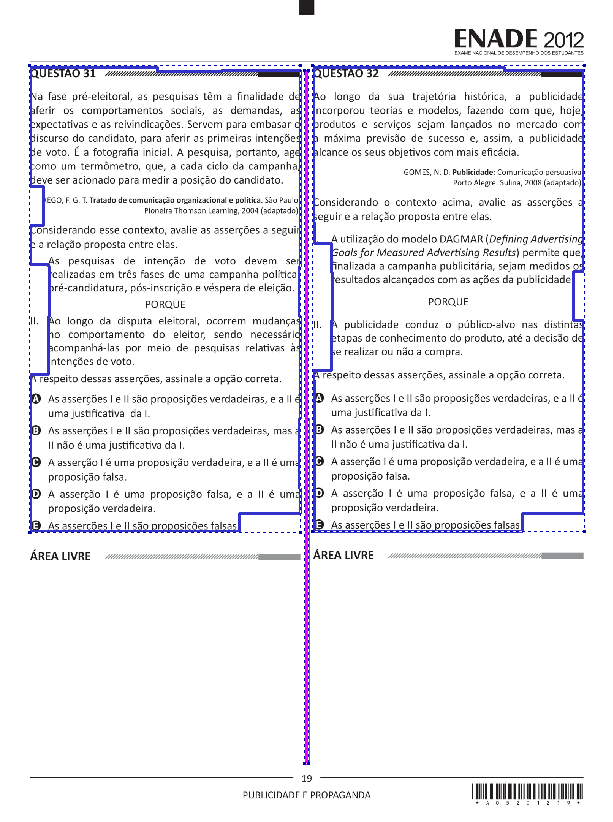 ENADE 2012
EXAME NACIONAL DE DESEMPENHO DOS ESTUDANTES
QUESTÃO 31
Na fase pré-eleitoral, as pesquisas têm a finalidade de
aferir os comportamentos sociais, as demandas, as
expectativas e as reivindicações. Servem para embasar o
discurso do candidato, para aferir as primeiras intenções
de voto. É a fotografia inicial. A pesquisa, portanto, age
como um termômetro, que, a cada ciclo da campanha,
deve ser acionado para medir a posição do candidato.
REGO, F. G. T. Tratado de comunicação organizacional e política. São Paulo:
Pioneira Thomson Learning, 2004 (adaptado).
Considerando esse contexto, avalie as asserções a seguir
e a relação proposta entre elas.
As pesquisas de intenção de voto devem ser
realizadas em três fases de uma campanha política:
pré-candidatura, pós-inscrição e véspera de eleição.
PORQUE
II. Ao longo da disputa eleitoral, ocorrem mudanças
no comportamento do eleitor, sendo necessário
acompanhá-las por meio de pesquisas relativas às
intenções de voto.
A respeito dessas asserções, assinale a opção correta.
A As asserções I e II são proposições verdadeiras, e a II é
uma justificativa da I.
B As asserções I e II são proposições verdadeiras, mas a
II não é uma justificativa da I.
C A asserção I é uma proposição verdadeira, e a II é uma
proposição falsa.
D A asserção I é uma proposição falsa, e a II é uma
proposição verdadeira.
E As asserções I e II são proposições falsas.
ÁREA LIVRE
QUESTÃO 32
Ao longo da sua trajetória histórica, a publicidade
incorporou teorias e modelos, fazendo com que, hoje,
produtos e serviços sejam lançados no mercado com
a máxima previsão de sucesso e, assim, a publicidade
alcance os seus objetivos com mais eficácia.
GOMES, N. D. Publicidade: Comunicação persuasiva.
Porto Alegre: Sulina, 2008 (adaptado).
Considerando o contexto acima, avalie as asserções a
seguir e a relação proposta entre elas.
A utilização do modelo DAGMAR (Defining Advertising
Goals for Measured Advertising Results) permite que,
finalizada a campanha publicitária, sejam medidos os
resultados alcançados com as ações da publicidade.
PORQUE
II. A publicidade conduz o público-alvo nas distintas
etapas de conhecimento do produto, até a decisão de
se realizar ou não a compra.
A respeito dessas asserções, assinale a opção correta.
A As asserções I e II são proposições verdadeiras, e a II é
uma justificativa da I.
B As asserções I e II são proposições verdadeiras, mas a
II não é uma justificativa da I.
C A asserção I é uma proposição verdadeira, e a II é uma
proposição falsa.
D A asserção I é uma proposição falsa, e a II é uma
proposição verdadeira.
E As asserções I e II são proposições falsas.
ÁREA LIVRE
19
PUBLICIDADE E PROPAGANDA
* A 0 5 2 0 1 2 1 9 *